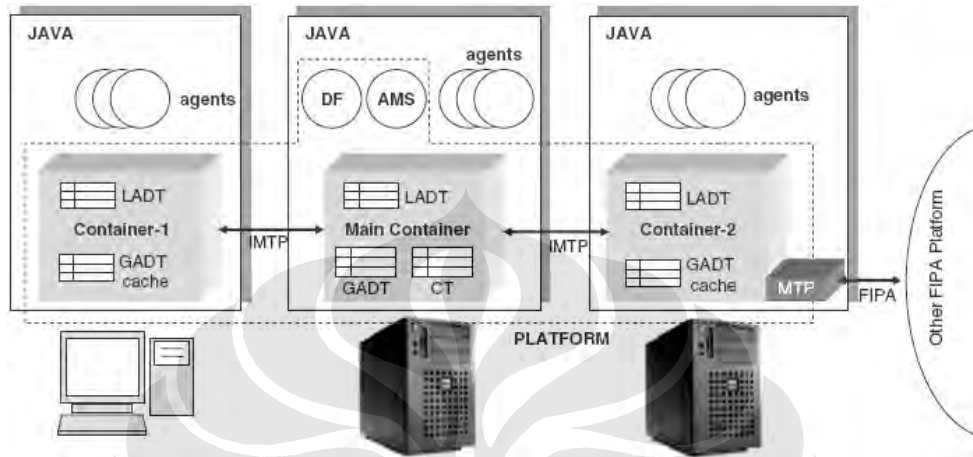 JAVA
agents
LADT
Container-1
GADT
cache
IMTP
JAVA
DF
AMS
agents
LADT
Main Container
GADT
CT
IMTP
JAVA
agents
LADT
Container-2
GADT
cache
MTP
FIPA
Other FIPA Platform
PLATFORM